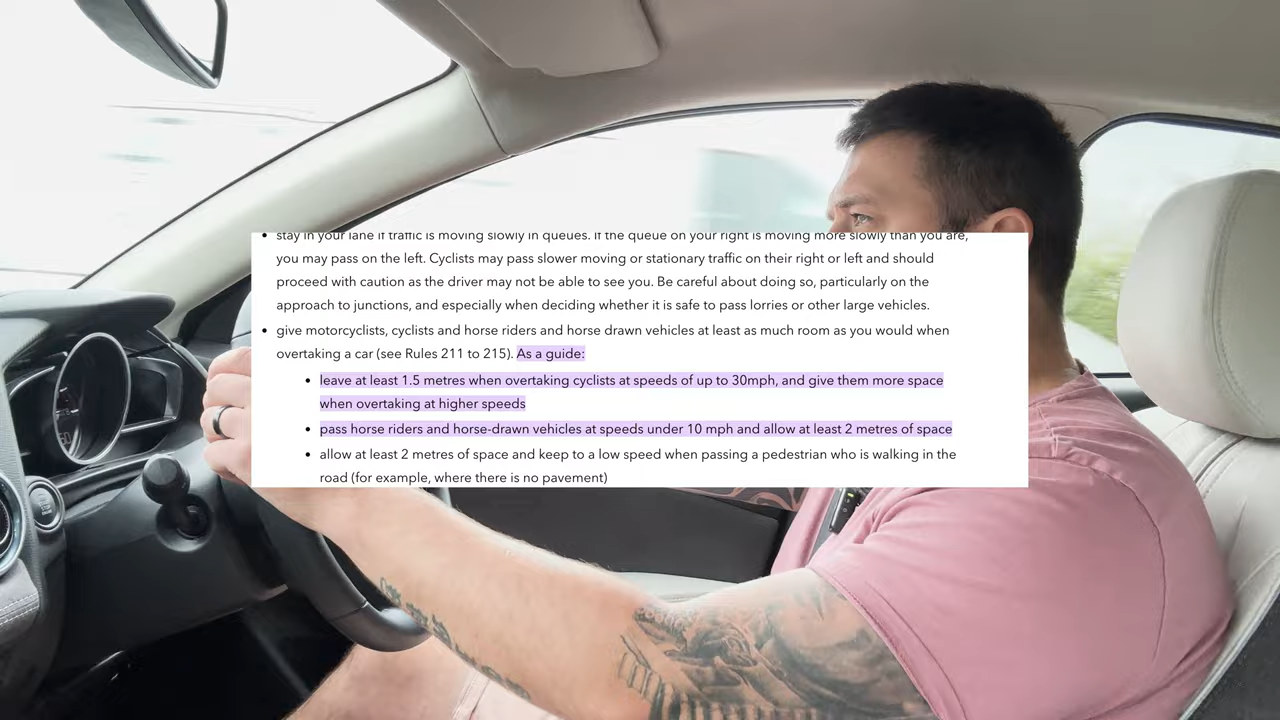 stay in your lane if traffic is moving slowly in queues. If the queue on your right is moving more slowly than you are,
you may pass on the left. Cyclists may pass slower moving or stationary traffic on their right or left and should
proceed with caution as the driver may not be able to see you. Be careful about doing so, particularly on the
approach to junctions, and especially when deciding whether it is safe to pass lorries or other large vehicles.
give motorcyclists, cyclists and horse riders and horse drawn vehicles at least as much room as you would when
overtaking a car (see Rules 211 to 215). As a guide:
leave at least 1.5 metres when overtaking cyclists at speeds of up to 30mph, and give them more space
when overtaking at higher speeds
pass horse riders and horse-drawn vehicles at speeds under 10 mph and allow at least 2 metres of space
allow at least 2 metres of space and keep to a low speed when passing a pedestrian who is walking in the
road (for example, where there is no pavement)